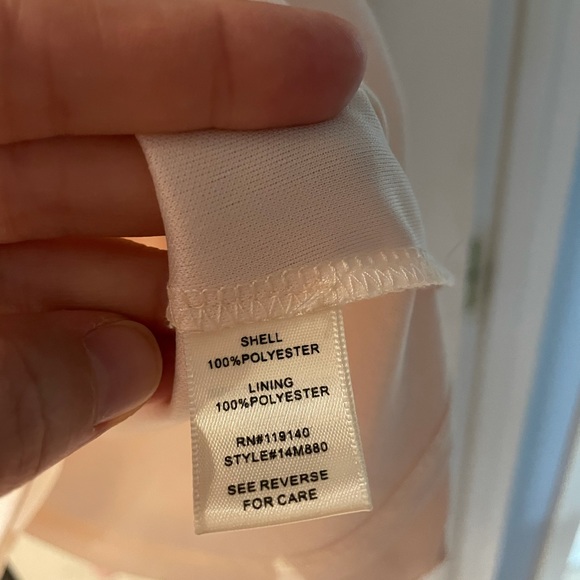 SHELL
100%POLYESTER
LINING
100%POLYESTER
RN#119140
STYLE#14M880
SEE REVERSE
FOR CARE